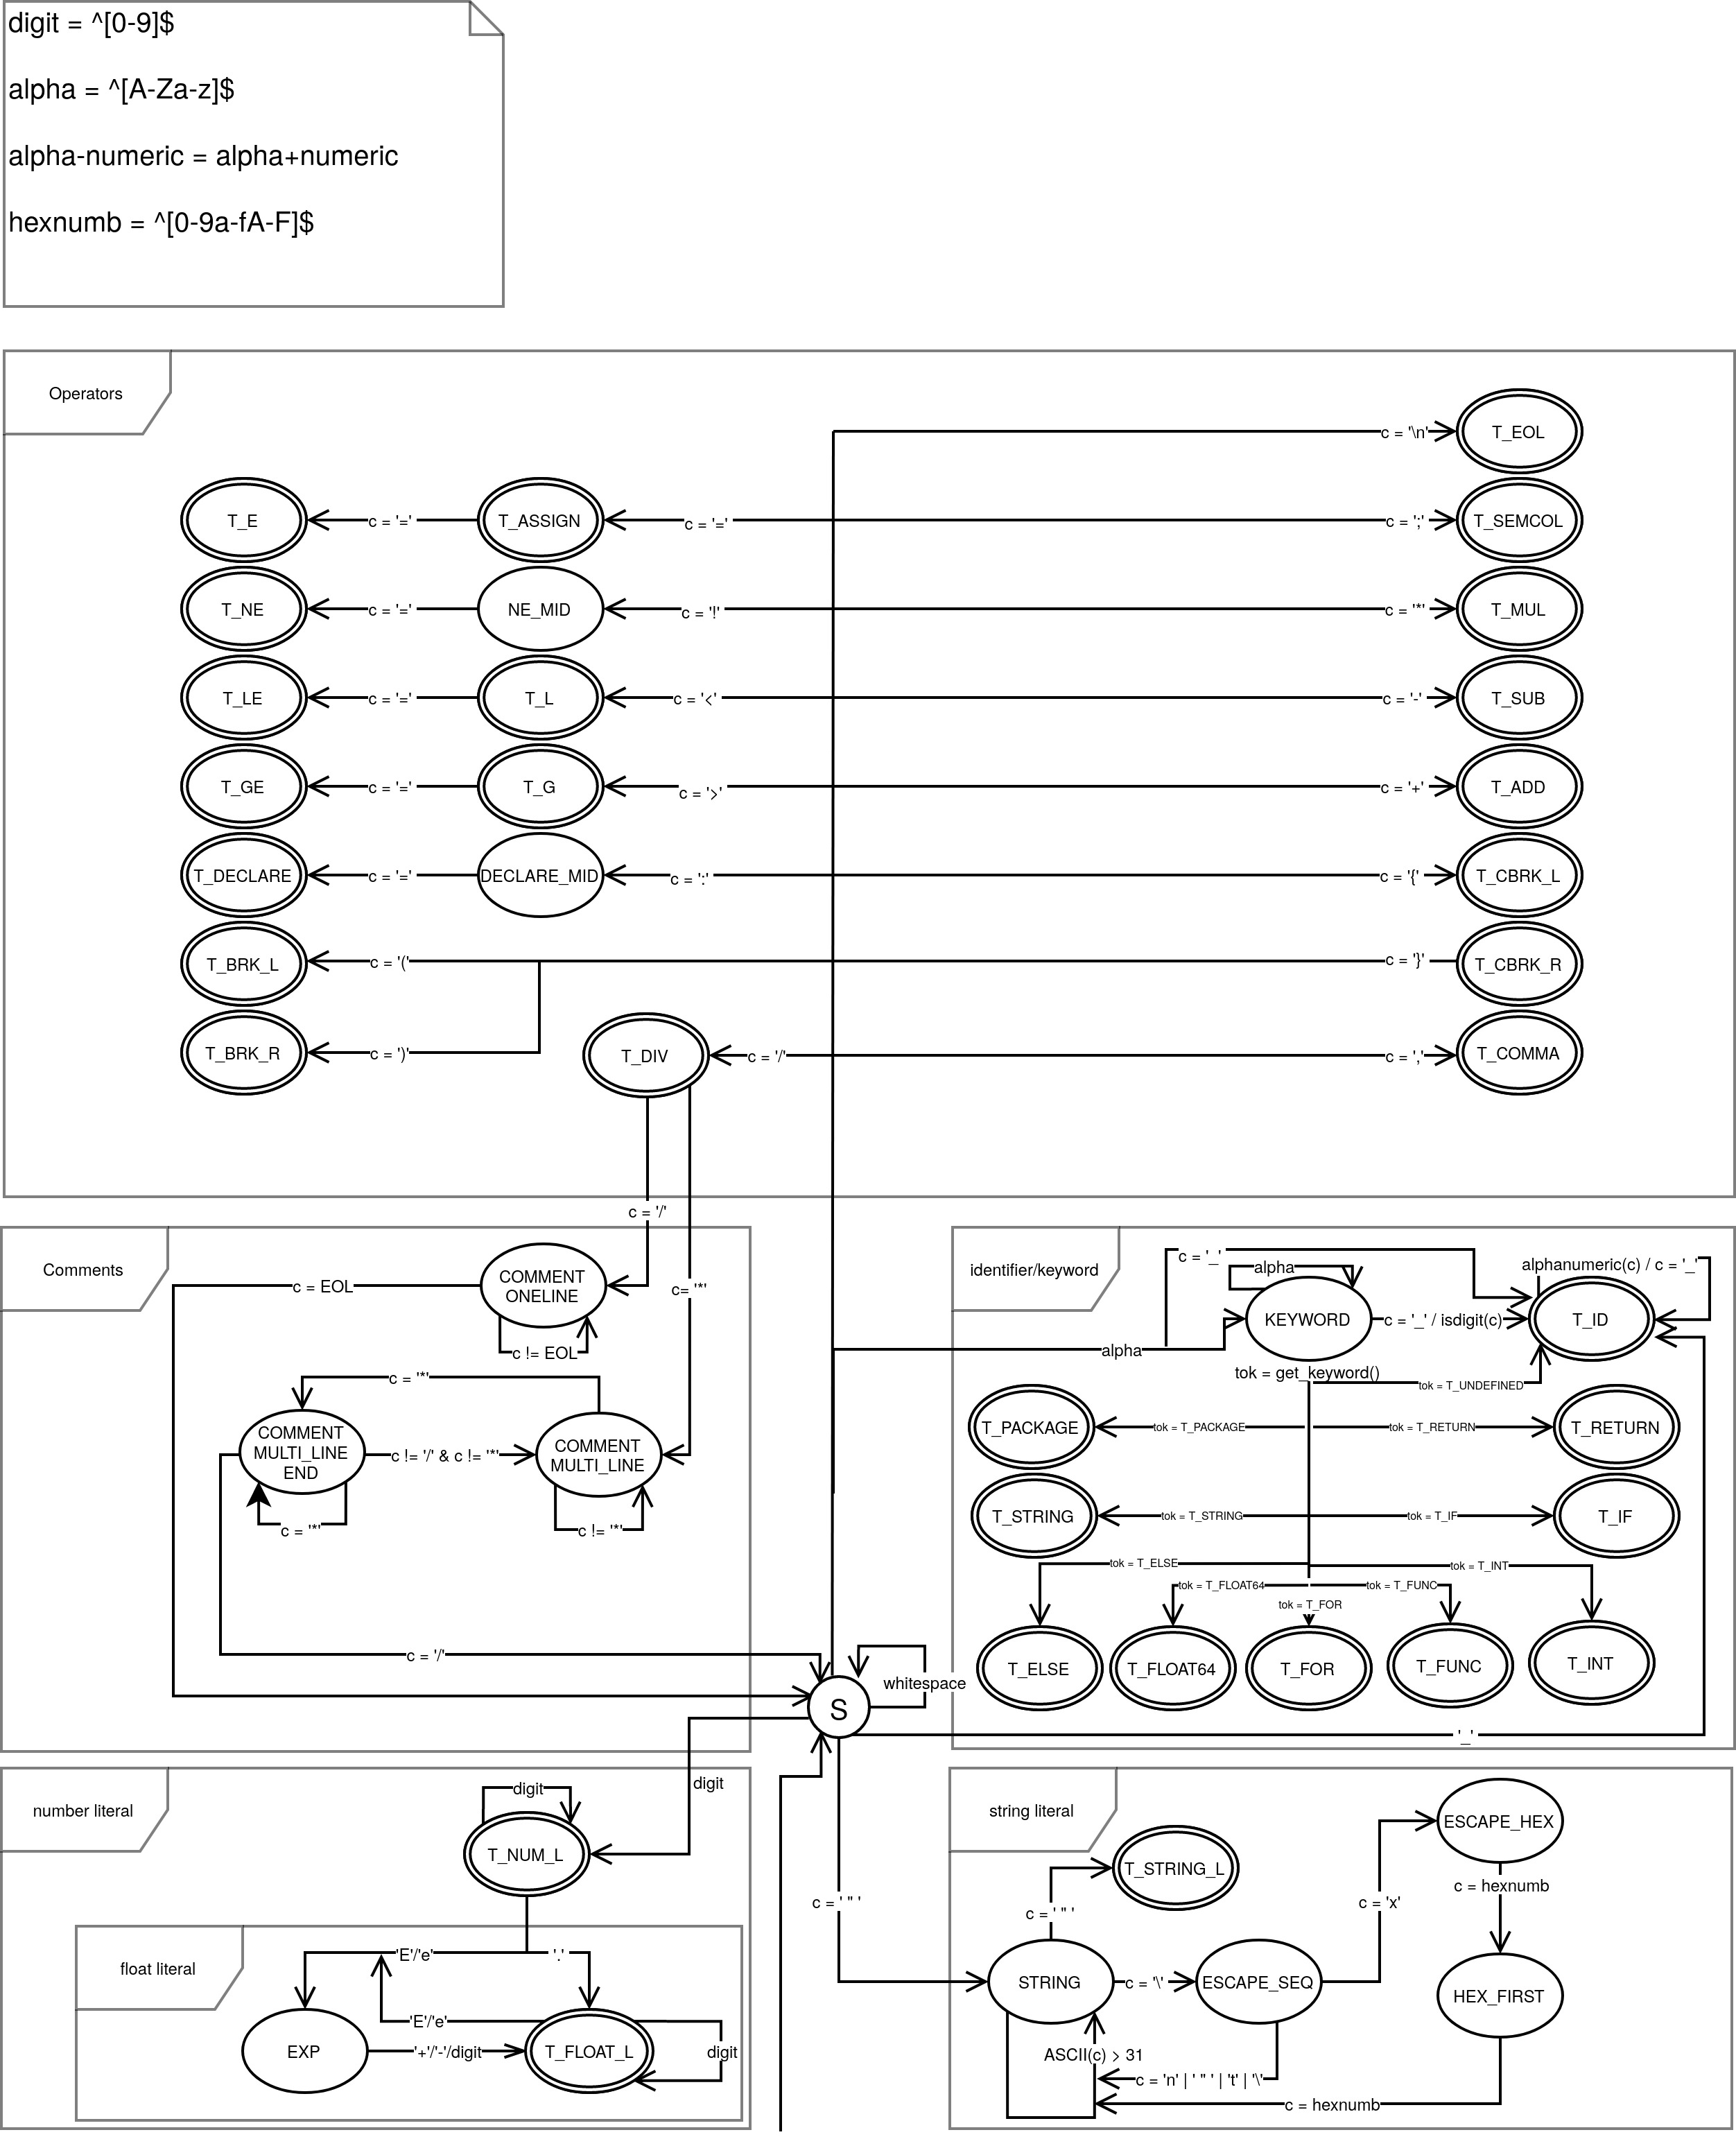 digit = ^[0-9]$
alpha = ^[A-Za-z]$
alpha-numeric = alpha+numeric
hexnumb = ^[0-9a-fA-F]$
Operators
c = '\n'
T_EOL
T_E
c = '='
T_ASSIGN
c = '='
c = ';'
T_SEMCOL
T_NE
c = '='
NE_MID
c = '!'
c = '*'
T_MUL
T_LE
c = '='
T_L
c = '<'
c = '-'
T_SUB
T_GE
c = '='
T_G
c = '>'
c = '+'
T_ADD
T_DECLARE
c = '='
DECLARE_MID
c = ':'
c = '{'
T_CBRK_L
T_BRK_L
c = '('
c = '}'
T_CBRK_R
T_BRK_R
c = ')'
T_DIV
c = '/'
c = ','
T_COMMA
c = '/'
c= '*'
Comments
c = EOL
COMMENT
ONELINE
c != EOL
c = '*'
COMMENT
MULTI_LINE
END
c != '/' & c != '*'
COMMENT
MULTI_LINE
c = '*'
c != '*'
c = '/'
identifier/keyword
c = '_'
alpha
alphanumeric(c) / c = '_'
alpha
KEYWORD
c = '_' / isdigit(c)
T_ID
tok = get_keyword()
tok = T_UNDEFINED
T_PACKAGE
tok = T_PACKAGE
tok = T_RETURN
T_RETURN
T_STRING
tok = T_STRING
tok = T_IF
T_IF
tok = T_ELSE
tok = T_INT
tok = T_FLOAT64
tok = T_FUNC
tok = T_FOR
T_ELSE
T_FLOAT64
T_FOR
T_FUNC
T_INT
S
whitespace
'_'
number literal
digit
digit
T_NUM_L
float literal
'E'/'e'
'.'
'E'/'e'
EXP
'+'/'-'/digit
T_FLOAT_L
digit
string literal
c = ' " '
T_STRING_L
c = ' " '
STRING
c = '\'
ESCAPE_SEQ
c = 'x'
ESCAPE_HEX
c = hexnumb
HEX_FIRST
ASCII(c) > 31
c = 'n' | ' " ' | 't' | '\'
c = hexnumb